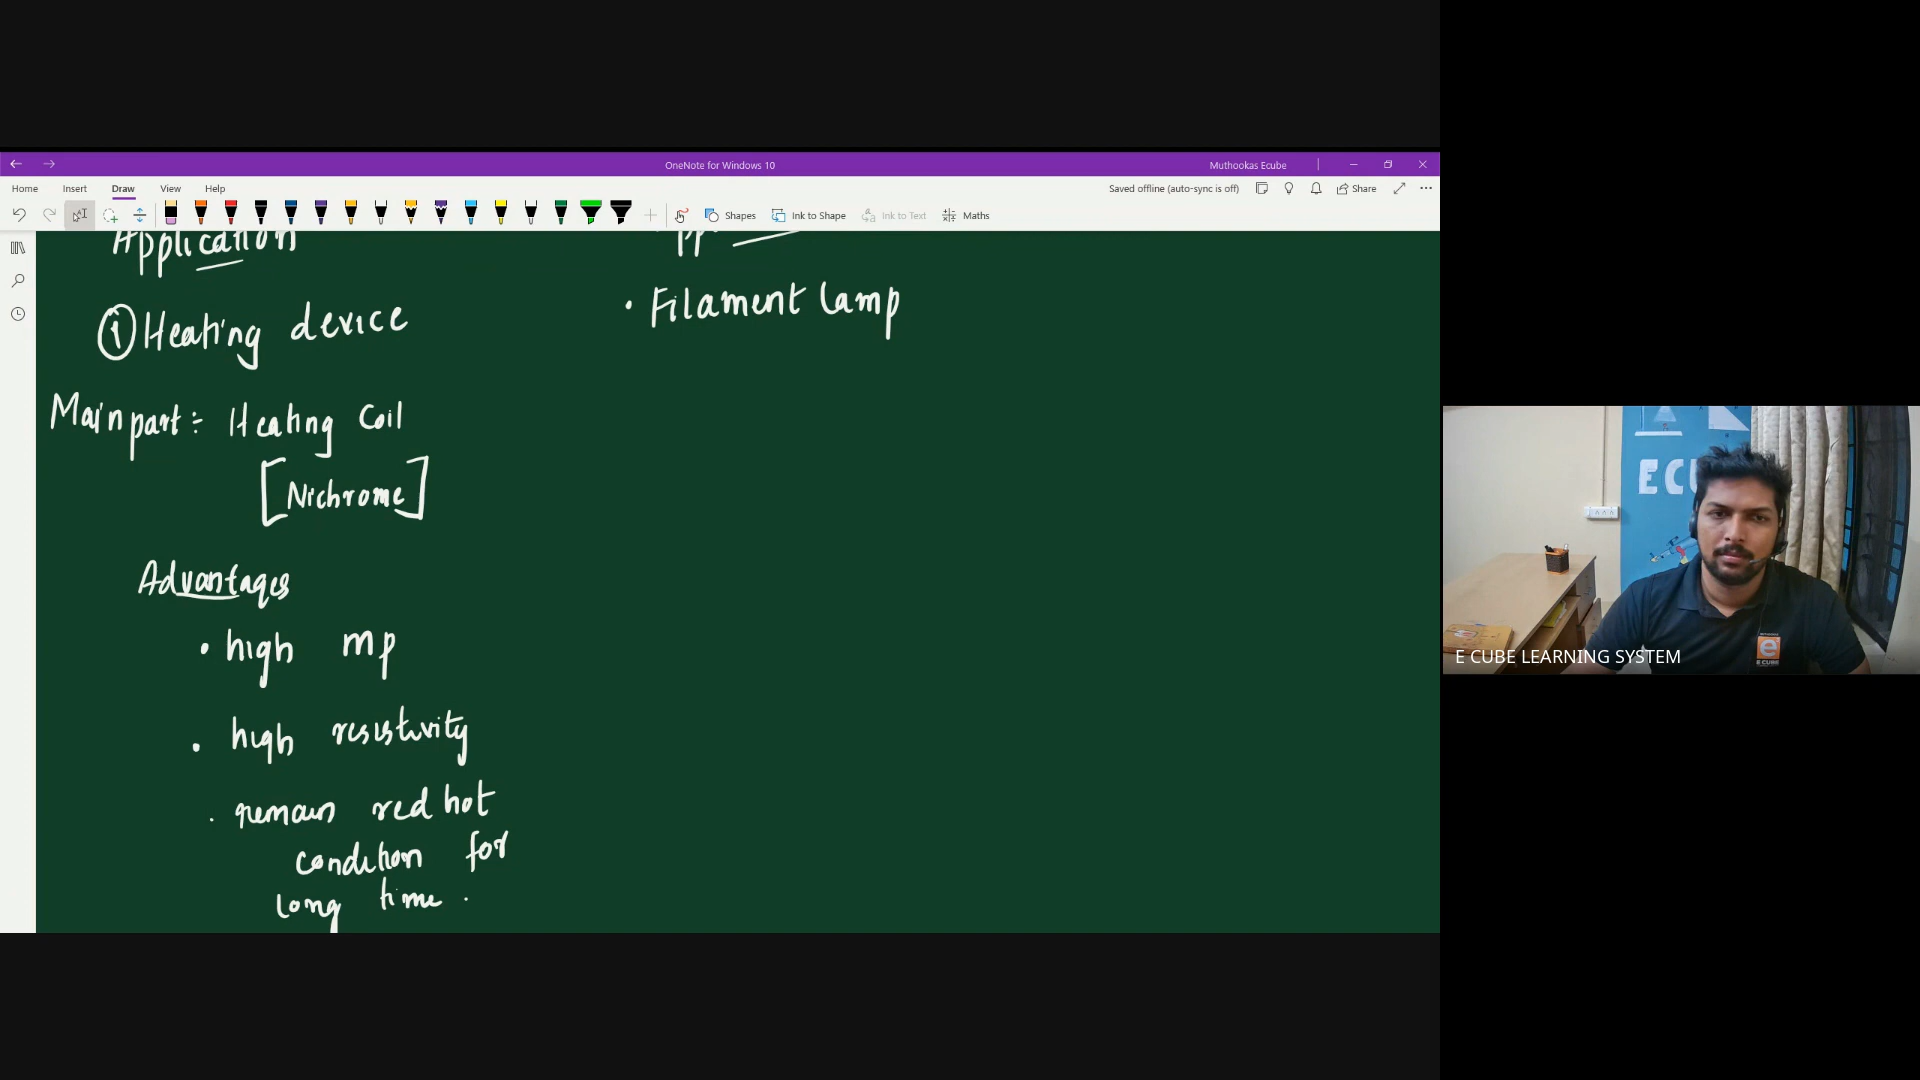 OneNote for Windows 10
Muthookas Ecube
Home Insert Draw View Help
Saved offline (auto-sync is off)
Share
Shapes
Ink to Shape
Ink to Text
Maths
Application
① Heating device
Main part :- Heating Coil
[Nichrome]
Advantages
• high mp
• high resistivity
. remain red hot
condition for
long time .
• Filament lamp
ECU
E CUBE LEARNING SYSTEM
e
E CUBE